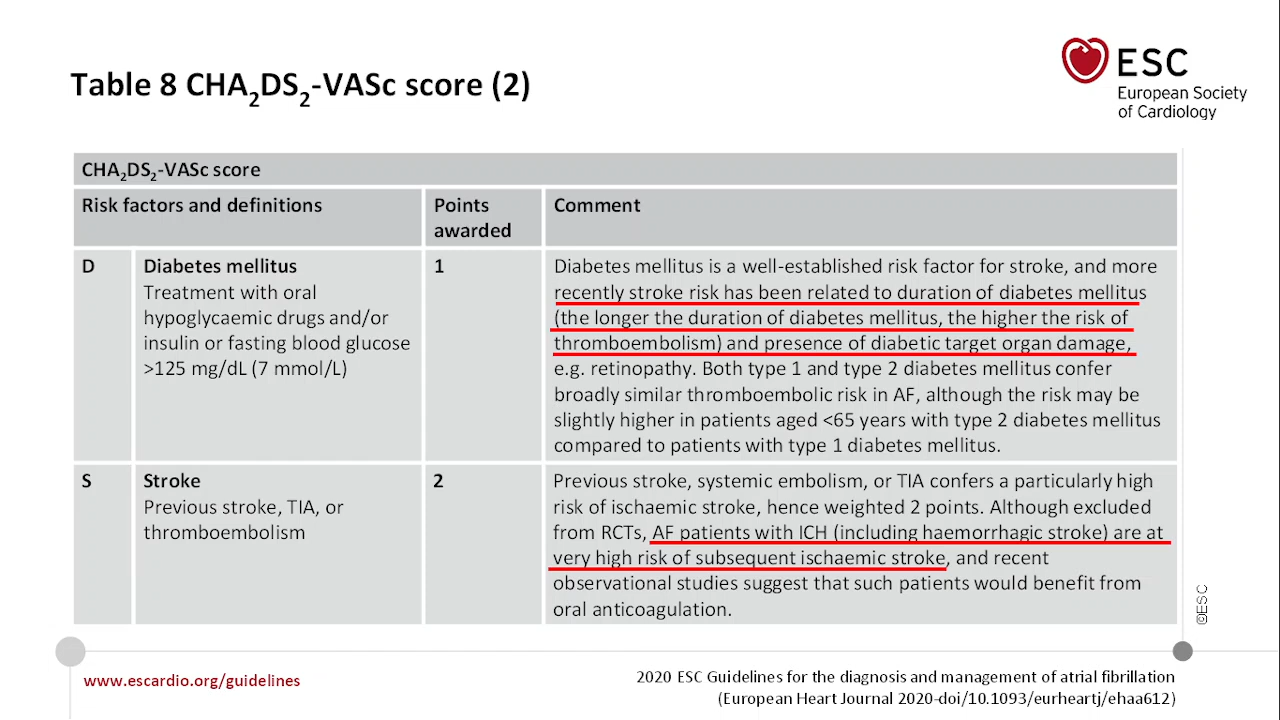 Table 8 CHA2DS2-VASc score (2)
ESC
European Society
of Cardiology
CHA2DS2-VASc score
Risk factors and definitions
Points
awarded
Comment
D
Diabetes mellitus
Treatment with oral
hypoglycaemic drugs and/or
insulin or fasting blood glucose
>125 mg/dL (7 mmol/L)
1
Diabetes mellitus is a well-established risk factor for stroke, and more
recently stroke risk has been related to duration of diabetes mellitus
(the longer the duration of diabetes mellitus, the higher the risk of
thromboembolism) and presence of diabetic target organ damage,
e.g. retinopathy. Both type 1 and type 2 diabetes mellitus confer
broadly similar thromboembolic risk in AF, although the risk may be
slightly higher in patients aged <65 years with type 2 diabetes mellitus
compared to patients with type 1 diabetes mellitus.
S
Stroke
Previous stroke, TIA, or
thromboembolism
2
Previous stroke, systemic embolism, or TIA confers a particularly high
risk of ischaemic stroke, hence weighted 2 points. Although excluded
from RCTs, AF patients with ICH (including haemorrhagic stroke) are at
very high risk of subsequent ischaemic stroke, and recent
observational studies suggest that such patients would benefit from
oral anticoagulation.
©ESC
www.escardio.org/guidelines
2020 ESC Guidelines for the diagnosis and management of atrial fibrillation
(European Heart Journal 2020-doi/10.1093/eurheartj/ehaa612)